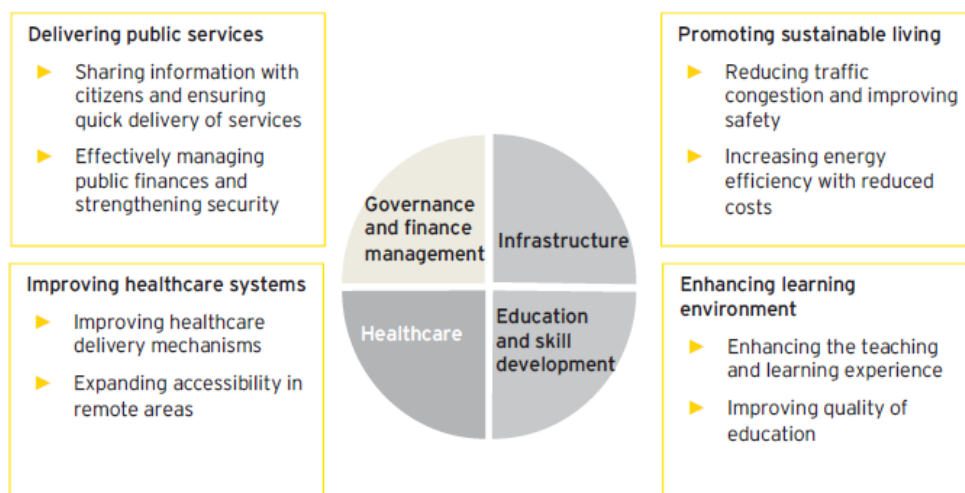 Delivering public services
Sharing information with
citizens and ensuring
quick delivery of services
Effectively managing
public finances and
strengthening security
Promoting sustainable living
Reducing traffic
congestion and improving
safety
Increasing energy
efficiency with reduced
costs
Governance
and finance
management
Infrastructure
Healthcare
Education
and skill
development
Improving healthcare systems
Improving healthcare
delivery mechanisms
Expanding accessibility in
remote areas
Enhancing learning
environment
Enhancing the teaching
and learning experience
Improving quality of
education